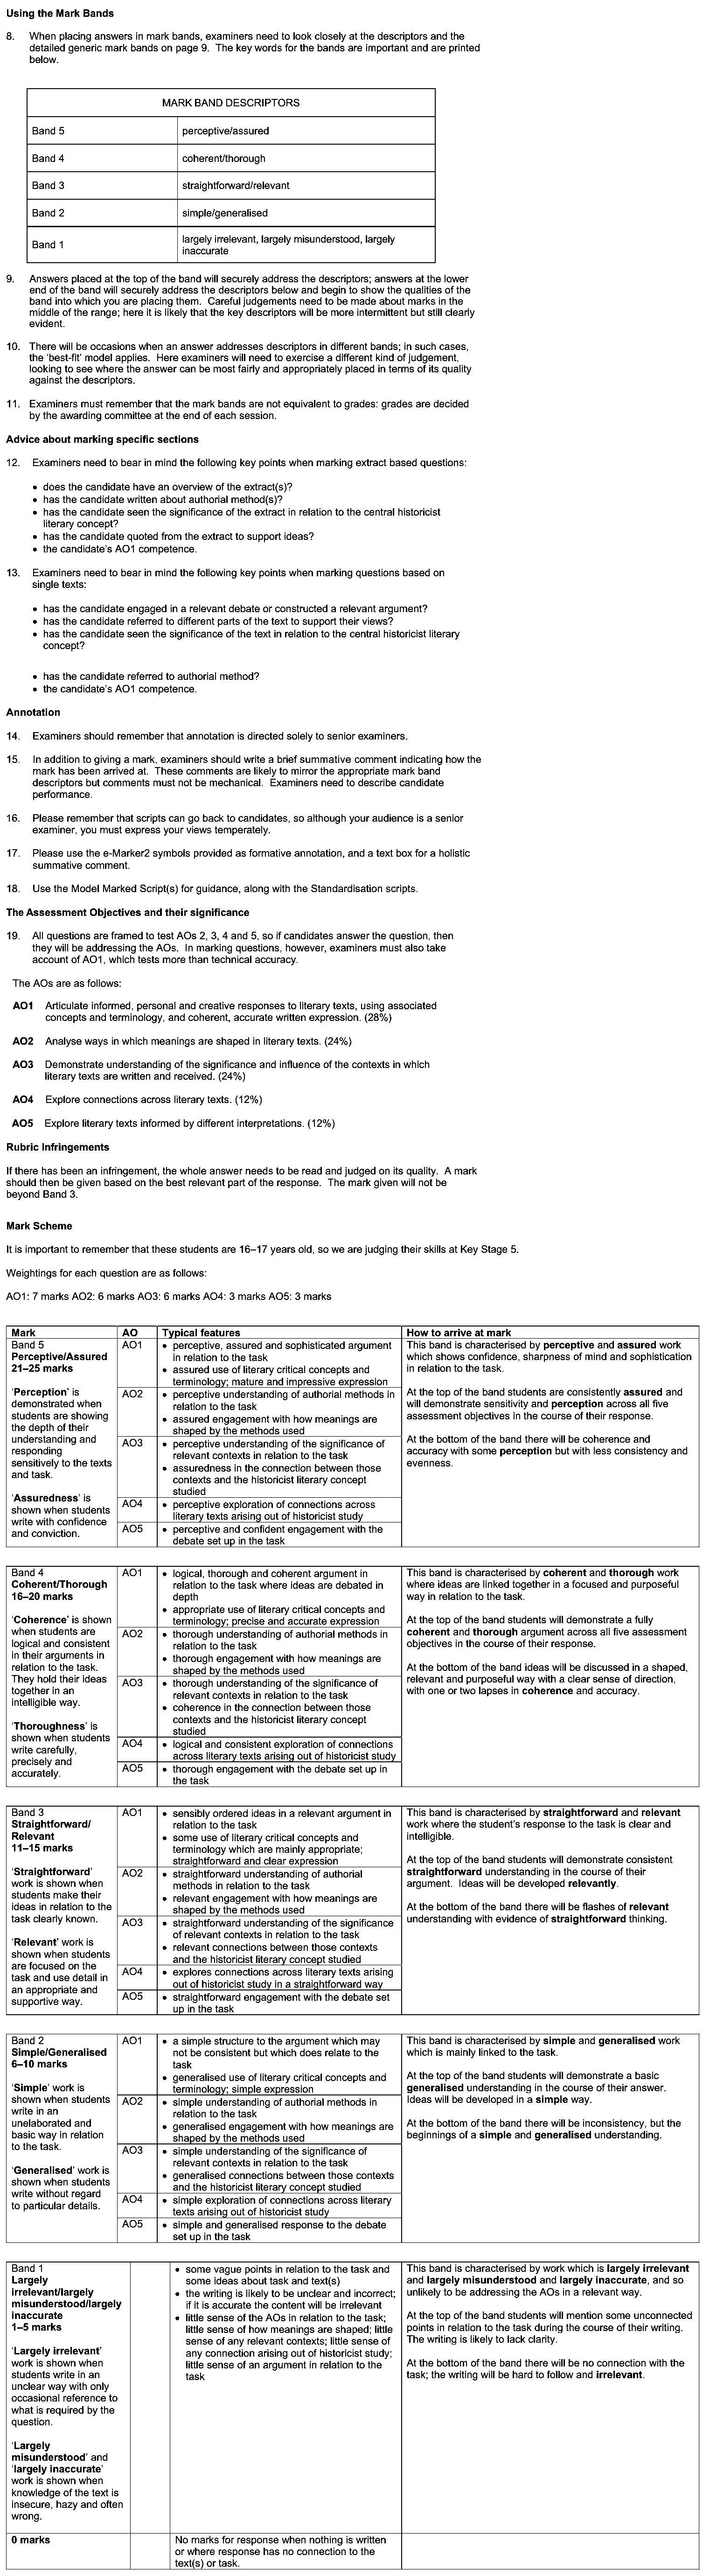 Using the Mark Bands
8. When placing answers in mark bands, examiners need to look closely at the descriptors and the
detailed generic mark bands on page 9. The key words for the bands are important and are printed
below.
MARK BAND DESCRIPTORS
Band 5 perceptive/assured
Band 4 coherent/thorough
Band 3 straightforward/relevant
Band 2 simple/generalised
Band 1 largely irrelevant, largely misunderstood, largely
inaccurate
9. Answers placed at the top of the band will securely address the descriptors; answers at the lower
end of the band will securely address the descriptors below and begin to show the qualities of the
band into which you are placing them. Careful judgements need to be made about marks in the
middle of the range; here it is likely that the key descriptors will be more intermittent but still clearly
evident.
10. There will be occasions when an answer addresses descriptors in different bands; in such cases,
the 'best-fit' model applies. Here examiners will need to exercise a different kind of judgement,
looking to see where the answer can be most fairly and appropriately placed in terms of its quality
against the descriptors.
11. Examiners must remember that the mark bands are not equivalent to grades: grades are decided
by the awarding committee at the end of each session.
Advice about marking specific sections
12. Examiners need to bear in mind the following key points when marking extract based questions:
• does the candidate have an overview of the extract(s)?
• has the candidate written about authorial method(s)?
• has the candidate seen the significance of the extract in relation to the central historicist
literary concept?
• has the candidate quoted from the extract to support ideas?
• the candidate's AO1 competence.
13. Examiners need to bear in mind the following key points when marking questions based on
single texts:
• has the candidate engaged in a relevant debate or constructed a relevant argument?
• has the candidate referred to different parts of the text to support their views?
• has the candidate seen the significance of the text in relation to the central historicist literary
concept?
• has the candidate referred to authorial method?
• the candidate's AO1 competence.
Annotation
14. Examiners should remember that annotation is directed solely to senior examiners.
15. In addition to giving a mark, examiners should write a brief summative comment indicating how the
mark has been arrived at. These comments are likely to mirror the appropriate mark band
descriptors but comments must not be mechanical. Examiners need to describe candidate
performance.
16. Please remember that scripts can go back to candidates, so although your audience is a senior
examiner, you must express your views temperately.
17. Please use the e-Marker2 symbols provided as formative annotation, and a text box for a holistic
summative comment.
18. Use the Model Marked Script(s) for guidance, along with the Standardisation scripts.
The Assessment Objectives and their significance
19. All questions are framed to test AOs 2, 3, 4 and 5, so if candidates answer the question, then
they will be addressing the AOs. In marking questions, however, examiners must also take
account of AO1, which tests more than technical accuracy.
The AOs are as follows:
AO1 Articulate informed, personal and creative responses to literary texts, using associated
concepts and terminology, and coherent, accurate written expression. (28%)
AO2 Analyse ways in which meanings are shaped in literary texts. (24%)
AO3 Demonstrate understanding of the significance and influence of the contexts in which
literary texts are written and received. (24%)
AO4 Explore connections across literary texts. (12%)
AO5 Explore literary texts informed by different interpretations. (12%)
Rubric Infringements
If there has been an infringement, the whole answer needs to be read and judged on its quality. A mark
should then be given based on the best relevant part of the response. The mark given will not be
beyond Band 3.
Mark Scheme
It is important to remember that these students are 16–17 years old, so we are judging their skills at Key Stage 5.
Weightings for each question are as follows:
AO1: 7 marks AO2: 6 marks AO3: 6 marks AO4: 3 marks AO5: 3 marks
Mark AO Typical features How to arrive at mark
Band 5
Perceptive/Assured
21–25 marks
'Perception' is
demonstrated when
students are showing
the depth of their
understanding and
responding
sensitively to the texts
and task.
'Assuredness' is
shown when students
write with confidence
and conviction.
AO1
• perceptive, assured and sophisticated argument
in relation to the task
• assured use of literary critical concepts and
terminology; mature and impressive expression
AO2
• perceptive understanding of authorial methods in
relation to the task
• assured engagement with how meanings are
shaped by the methods used
AO3
• perceptive understanding of the significance of
relevant contexts in relation to the task
• assuredness in the connection between those
contexts and the historicist literary concept
studied
AO4
• perceptive exploration of connections across
literary texts arising out of historicist study
AO5
• perceptive and confident engagement with the
debate set up in the task
This band is characterised by perceptive and assured work
which shows confidence, sharpness of mind and sophistication
in relation to the task.
At the top of the band students are consistently assured and
will demonstrate sensitivity and perception across all five
assessment objectives in the course of their response.
At the bottom of the band there will be coherence and
accuracy with some perception but with less consistency and
evenness.
Band 4
Coherent/Thorough
16–20 marks
'Coherence' is shown
when students are
logical and consistent
in their arguments in
relation to the task.
They hold their ideas
together in an
intelligible way.
'Thoroughness' is
shown when students
write carefully,
precisely and
accurately.
AO1
• logical, thorough and coherent argument in
relation to the task where ideas are debated in
depth
• appropriate use of literary critical concepts and
terminology; precise and accurate expression
AO2
• thorough understanding of authorial methods in
relation to the task
• thorough engagement with how meanings are
shaped by the methods used
AO3
• thorough understanding of the significance of
relevant contexts in relation to the task
• coherence in the connection between those
contexts and the historicist literary concept
studied
AO4
• logical and consistent exploration of connections
across literary texts arising out of historicist study
AO5
• thorough engagement with the debate set up in
the task
This band is characterised by coherent and thorough work
where ideas are linked together in a focused and purposeful
way in relation to the task.
At the top of the band students will demonstrate a fully
coherent and thorough argument across all five assessment
objectives in the course of their response.
At the bottom of the band ideas will be discussed in a shaped,
relevant and purposeful way with a clear sense of direction,
with one or two lapses in coherence and accuracy.
Band 3
Straightforward/
Relevant
11–15 marks
'Straightforward'
work is shown when
students make their
ideas in relation to the
task clearly known.
'Relevant' work is
shown when students
are focused on the
task and use detail in
an appropriate and
supportive way.
AO1
• sensibly ordered ideas in a relevant argument in
relation to the task
• some use of literary critical concepts and
terminology which are mainly appropriate;
straightforward and clear expression
AO2
• straightforward understanding of authorial
methods in relation to the task
• relevant engagement with how meanings are
shaped by the methods used
AO3
• straightforward understanding of the significance
of relevant contexts in relation to the task
• relevant connections between those contexts
and the historicist literary concept studied
AO4
• explores connections across literary texts arising
out of historicist study in a straightforward way
AO5
• straightforward engagement with the debate set
up in the task
This band is characterised by straightforward and relevant
work where the student's response to the task is clear and
intelligible.
At the top of the band students will demonstrate consistent
straightforward understanding in the course of their
argument. Ideas will be developed relevantly.
At the bottom of the band there will be flashes of relevant
understanding with evidence of straightforward thinking.
Band 2
Simple/Generalised
6–10 marks
'Simple' work is
shown when students
write in an
unelaborated and
basic way in relation
to the task.
'Generalised' work is
shown when students
write without regard
to particular details.
AO1
• a simple structure to the argument which may
not be consistent but which does relate to the
task
• generalised use of literary critical concepts and
terminology; simple expression
AO2
• simple understanding of authorial methods in
relation to the task
• generalised engagement with how meanings are
shaped by the methods used
AO3
• simple understanding of the significance of
relevant contexts in relation to the task
• generalised connections between those contexts
and the historicist literary concept studied
AO4
• simple exploration of connections across literary
texts arising out of historicist study
AO5
• simple and generalised response to the debate
set up in the task
This band is characterised by simple and generalised work
which is mainly linked to the task.
At the top of the band students will demonstrate a basic
generalised understanding in the course of their answer.
Ideas will be developed in a simple way.
At the bottom of the band there will be inconsistency, but the
beginnings of a simple and generalised understanding.
Band 1
Largely
irrelevant/largely
misunderstood/largely
inaccurate
1–5 marks
'Largely irrelevant'
work is shown when
students write in an
unclear way with only
occasional reference to
what is required by the
question.
'Largely
misunderstood' and
'largely inaccurate'
work is shown when
knowledge of the text is
insecure, hazy and often
wrong.
• some vague points in relation to the task and
some ideas about task and text(s)
• the writing is likely to be unclear and incorrect;
if it is accurate the content will be irrelevant
• little sense of the AOs in relation to the task;
little sense of how meanings are shaped; little
sense of any relevant contexts; little sense of
any connection arising out of historicist study;
little sense of an argument in relation to the
task
This band is characterised by work which is largely irrelevant
and largely misunderstood and largely inaccurate, and so
unlikely to be addressing the AOs in a relevant way.
At the top of the band students will mention some unconnected
points in relation to the task during the course of their writing.
The writing is likely to lack clarity.
At the bottom of the band there will be no connection with the
task; the writing will be hard to follow and irrelevant.
0 marks
No marks for response when nothing is written
or where response has no connection to the
text(s) or task.